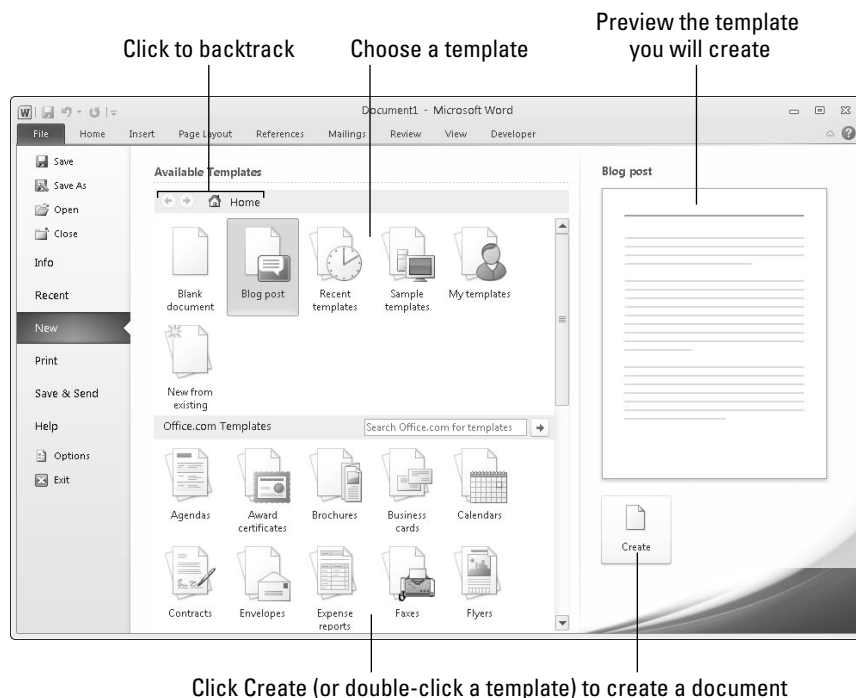 Preview the template
you will create
Click to backtrack
Choose a template
W
Document1 - Microsoft Word
File Home Insert Page Layout References Mailings Review View Developer
Save
Save As
Open
Close
Info
Recent
New
Print
Save & Send
Help
Options
Exit
Available Templates
Home
Blank
document
Blog post
Recent
templates
Sample
templates
My templates
New from
existing
Office.com Templates
Search Office.com for templates
Agendas
Award
certificates
Brochures
Business
cards
Calendars
Contracts
Envelopes
Expense
reports
Faxes
Flyers
Blog post
Create
Click Create (or double-click a template) to create a document